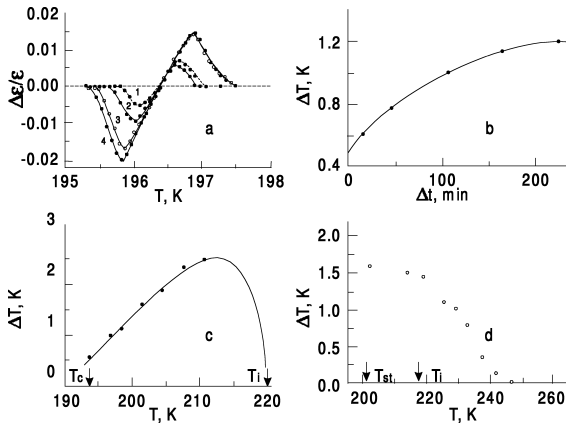 0.02
0.01
0.00
-0.01
-0.02
Δε/ε
1
2
3
4
a
195 196 197 198
T, K
1.2
0.8
0.4
ΔT, K
b
0 100 200
Δt, min
3
2
1
0
ΔT, K
c
Tc Ti
190 200 210 220
T, K
2.0
1.5
1.0
0.5
0.0
ΔT, K
d
Tst Ti
200 220 240 260
T, K